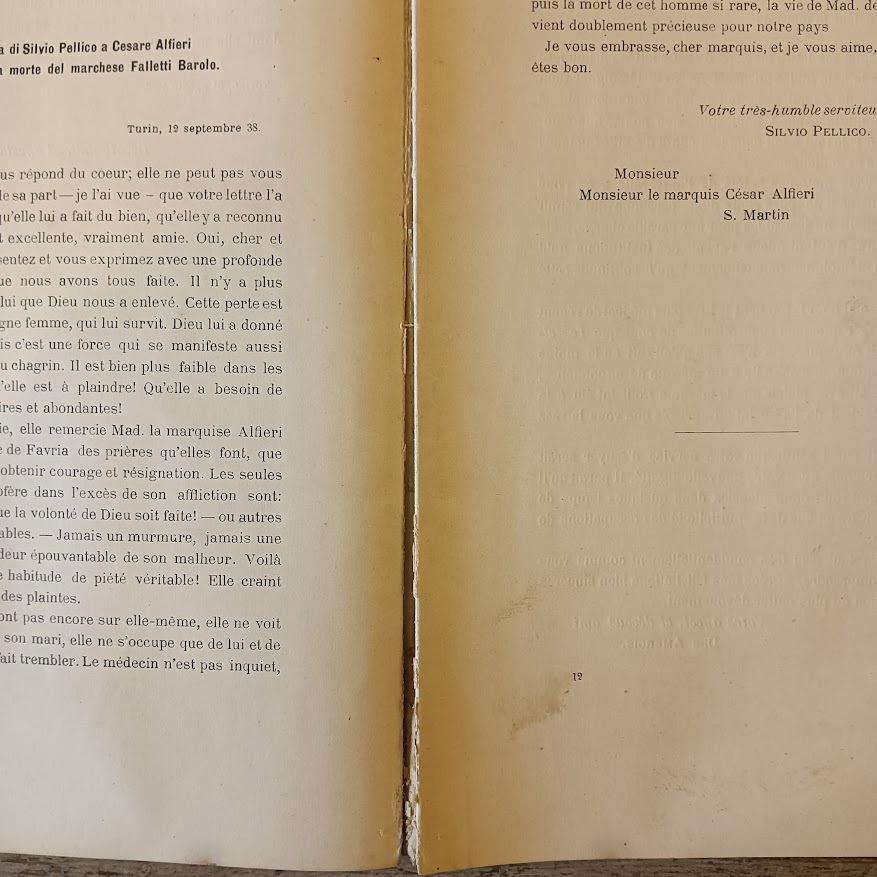 a di Silvio Pellico a Cesare Alfieri
morte del marchese Falletti Barolo.
Turin, 12 septembre 38.
us répond du coeur; elle ne peut pas vous
de sa part—je l'ai vue – que votre lettre l'a
qu'elle lui a fait du bien, qu'elle y a reconnu
t excellente, vraiment amie. Oui, cher et
sentez et vous exprimez avec une profonde
ue nous avons tous faite. Il n'y a plus
lui que Dieu nous a enlevé. Cette perte est
gne femme, qui lui survit. Dieu lui a donné
is c'est une force qui se manifeste aussi
u chagrin. Il est bien plus faible dans les
'elle est à plaindre! Qu'elle a besoin de
ires et abondantes!
ie, elle remercie Mad. la marquise Alfieri
e de Favria des prières qu'elles font, que
obtenir courage et résignation. Les seules
ofère dans l'excès de son affliction sont:
ue la volonté de Dieu soit faite! — ou autres
ables. — Jamais un murmure, jamais une
deur épouvantable de son malheur. Voilà
e habitude de piété véritable! Elle craint
des plaintes.
ont pas encore sur elle-même, elle ne voit
son mari, elle ne s'occupe que de lui et de
ait trembler. Le médecin n'est pas inquiet,
puis la mort de cet homme si rare, la vie de Mad. de
vient doublement précieuse pour notre pays
Je vous embrasse, cher marquis, et je vous aime,
êtes bon.
Votre très-humble serviteu
SILVIO PELLICO.
Monsieur
Monsieur le marquis César Alfieri
S. Martin
12